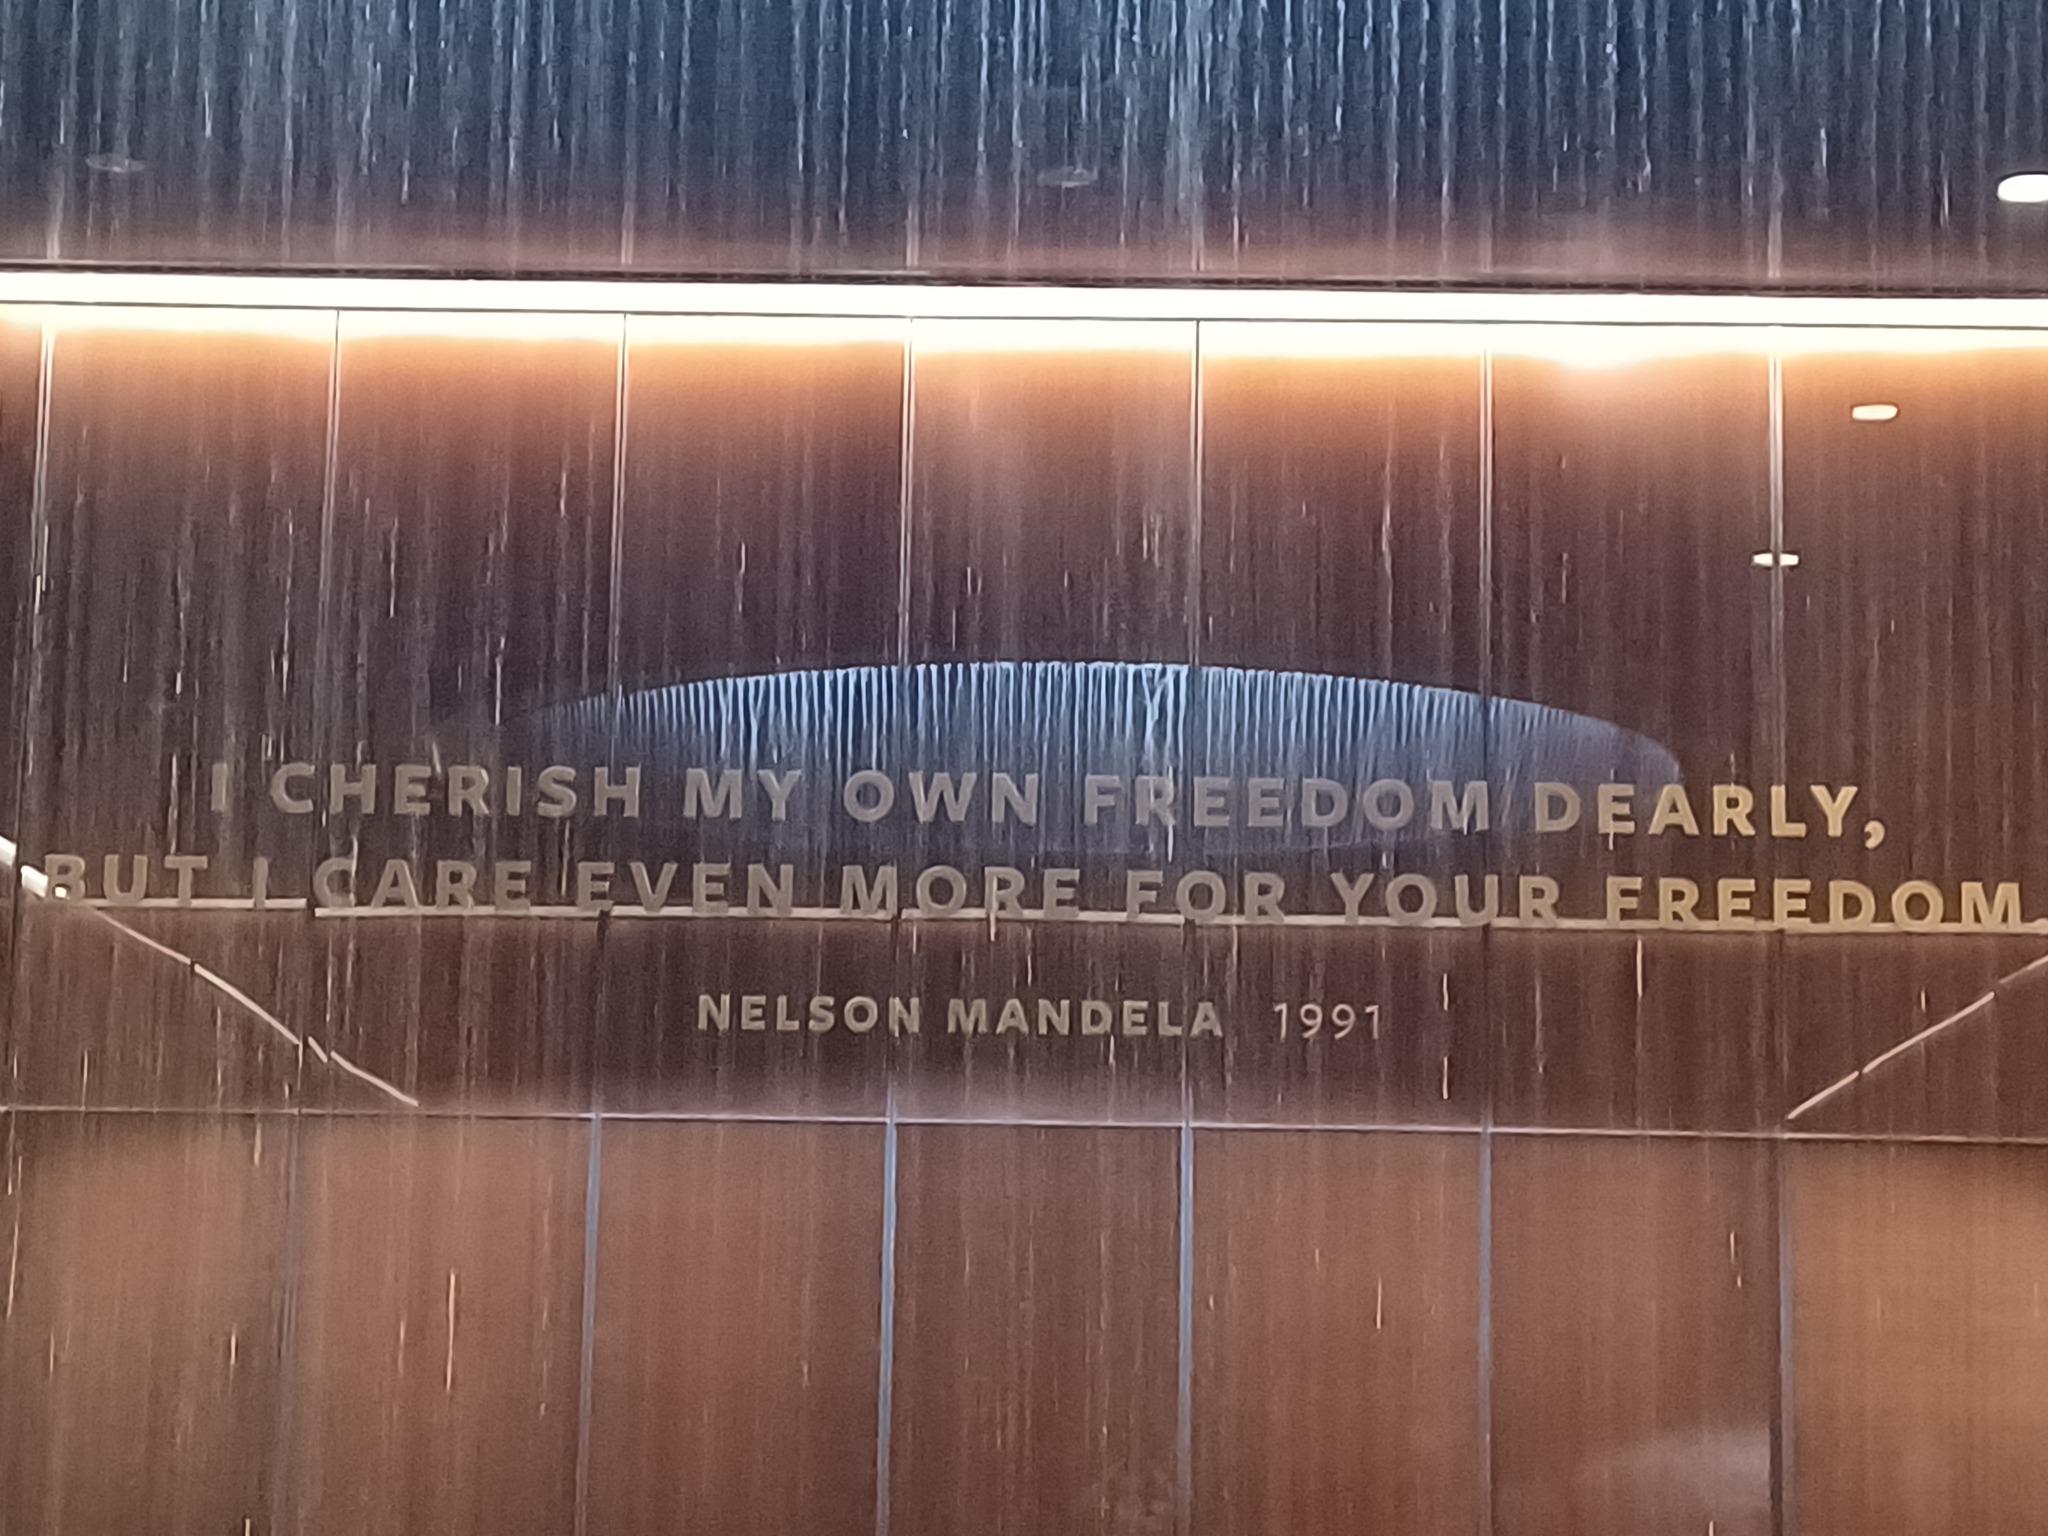 I CHERISH MY OWN FREEDOM DEARLY,
BUT I CARE EVEN MORE FOR YOUR FREEDOM.
NELSON MANDELA 1991